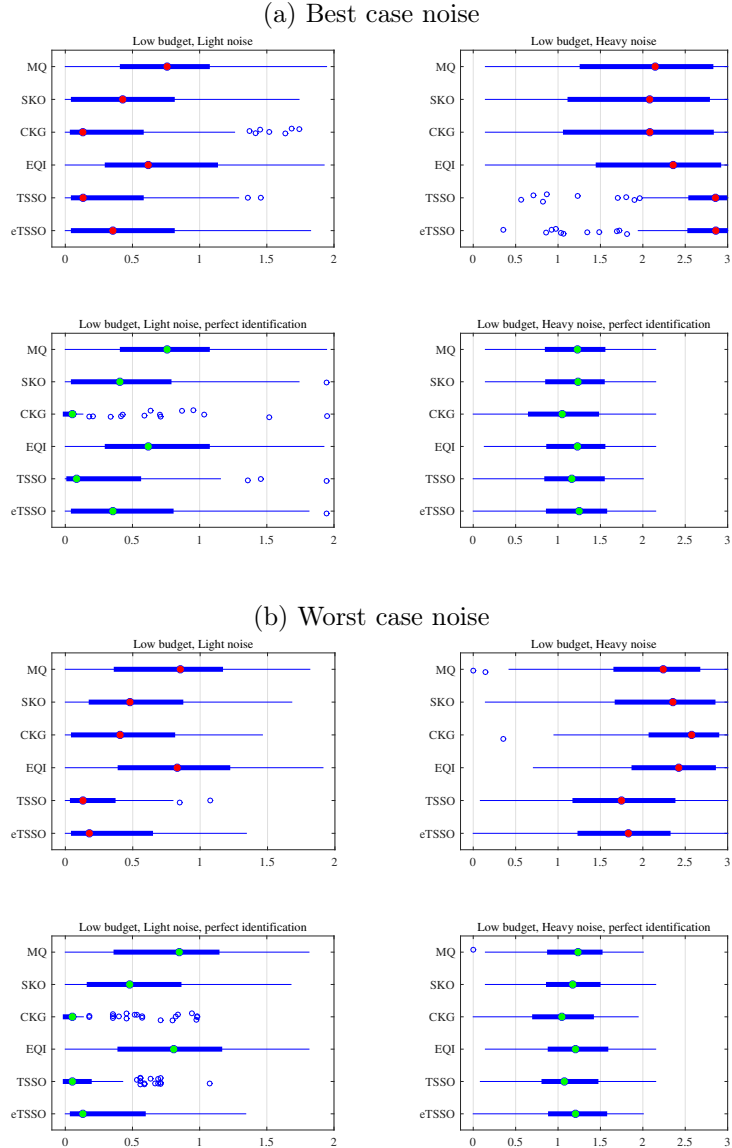 (a) Best case noise
Low budget, Light noise
MQ
SKO
CKG
EQI
TSSO
eTSSO
0 0.5 1 1.5 2
Low budget, Heavy noise
MQ
SKO
CKG
EQI
TSSO
eTSSO
0 0.5 1 1.5 2 2.5 3
Low budget, Light noise, perfect identification
MQ
SKO
CKG
EQI
TSSO
eTSSO
0 0.5 1 1.5 2
Low budget, Heavy noise, perfect identification
MQ
SKO
CKG
EQI
TSSO
eTSSO
0 0.5 1 1.5 2 2.5 3
(b) Worst case noise
Low budget, Light noise
MQ
SKO
CKG
EQI
TSSO
eTSSO
0 0.5 1 1.5 2
Low budget, Heavy noise
MQ
SKO
CKG
EQI
TSSO
eTSSO
0 0.5 1 1.5 2 2.5 3
Low budget, Light noise, perfect identification
MQ
SKO
CKG
EQI
TSSO
eTSSO
0 0.5 1 1.5 2
Low budget, Heavy noise, perfect identification
MQ
SKO
CKG
EQI
TSSO
eTSSO
0 0.5 1 1.5 2 2.5 3